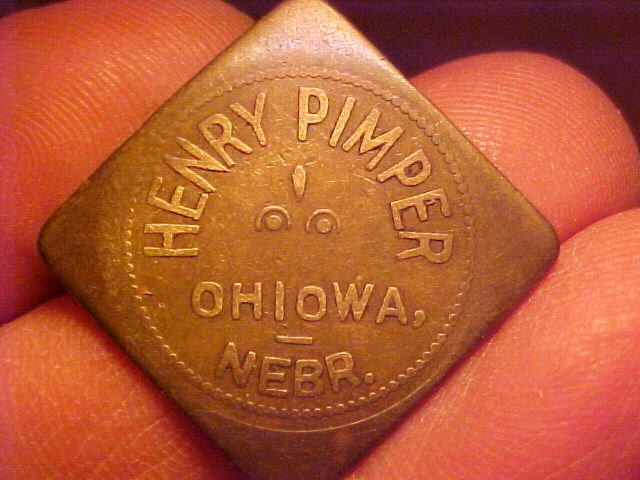 HENRY PIMPER
OHIOWA,
NEBR.